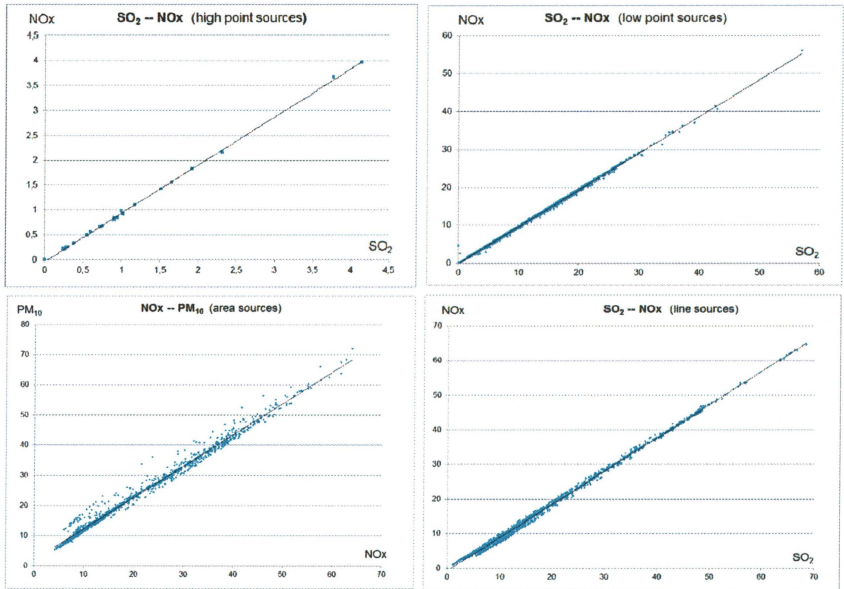 NOx SO₂ -- NOx (high point sources)
4,5
4
3,5
3
2,5
2
1,5
1
0,5
0
SO₂
0 0,5 1 1,5 2 2,5 3 3,5 4 4,5
NOx SO₂ -- NOx (low point sources)
60
50
40
30
20
10
0
SO₂
0 10 20 30 40 50 60
PM₁₀ NOx -- PM₁₀ (area sources)
80
70
60
50
40
30
20
10
0
NOx
0 10 20 30 40 50 60 70
NOx SO₂ -- NOx (line sources)
70
60
50
40
30
20
10
0
SO₂
0 10 20 30 40 50 60 70